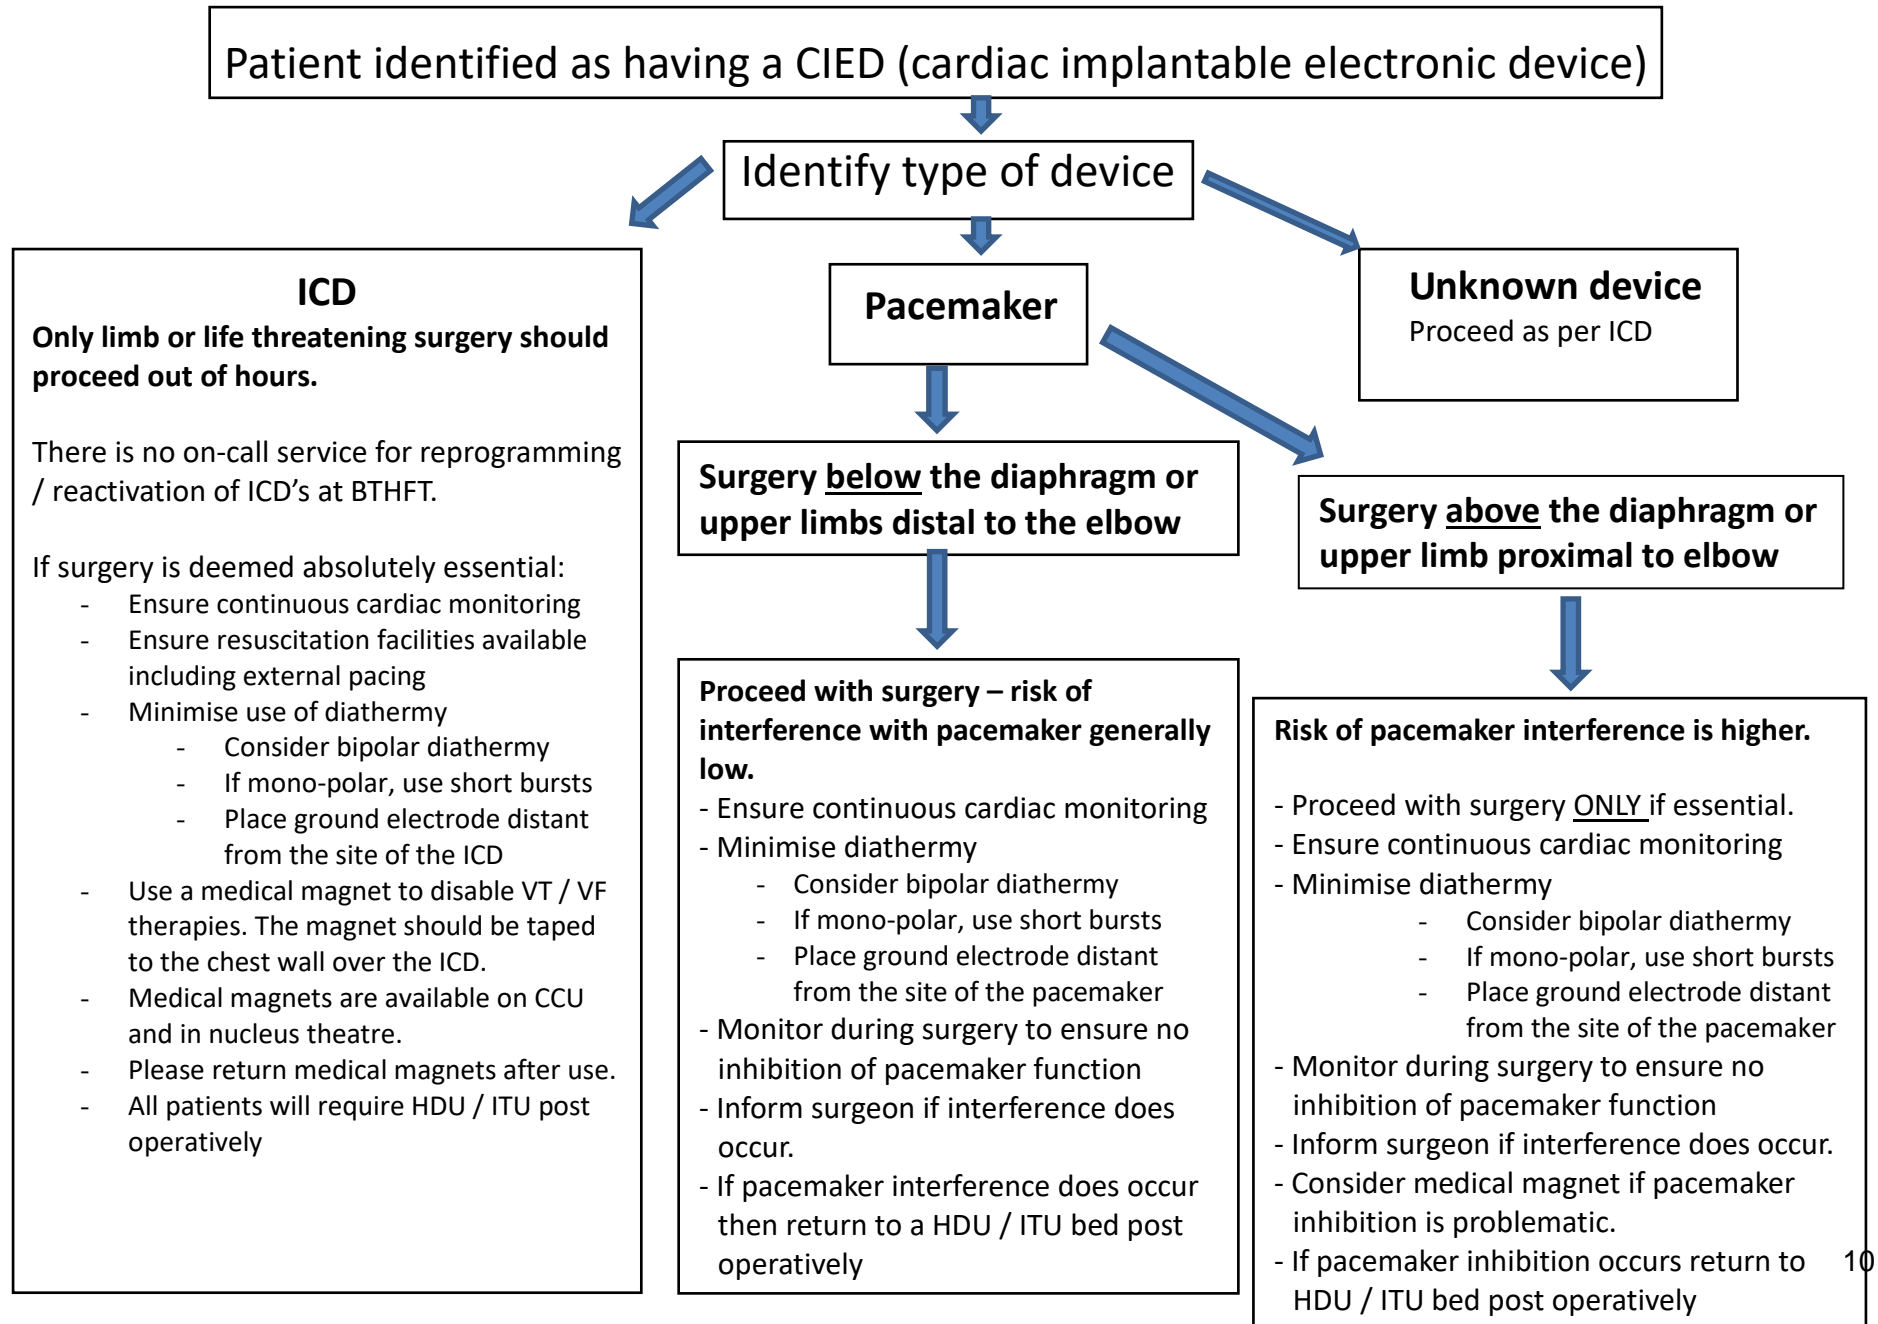 Patient identified as having a CIED (cardiac implantable electronic device)
Identify type of device
ICD
Only limb or life threatening surgery should
proceed out of hours.
There is no on-call service for reprogramming
/ reactivation of ICD's at BTHFT.
If surgery is deemed absolutely essential:
- Ensure continuous cardiac monitoring
- Ensure resuscitation facilities available
including external pacing
- Minimise use of diathermy
- Consider bipolar diathermy
- If mono-polar, use short bursts
- Place ground electrode distant
from the site of the ICD
- Use a medical magnet to disable VT / VF
therapies. The magnet should be taped
to the chest wall over the ICD.
- Medical magnets are available on CCU
and in nucleus theatre.
- Please return medical magnets after use.
- All patients will require HDU / ITU post
operatively
Pacemaker
Unknown device
Proceed as per ICD
Surgery below the diaphragm or
upper limbs distal to the elbow
Proceed with surgery – risk of
interference with pacemaker generally
low.
- Ensure continuous cardiac monitoring
- Minimise diathermy
- Consider bipolar diathermy
- If mono-polar, use short bursts
- Place ground electrode distant
from the site of the pacemaker
- Monitor during surgery to ensure no
inhibition of pacemaker function
- Inform surgeon if interference does
occur.
- If pacemaker interference does occur
then return to a HDU / ITU bed post
operatively
Surgery above the diaphragm or
upper limb proximal to elbow
Risk of pacemaker interference is higher.
- Proceed with surgery ONLY if essential.
- Ensure continuous cardiac monitoring
- Minimise diathermy
- Consider bipolar diathermy
- If mono-polar, use short bursts
- Place ground electrode distant
from the site of the pacemaker
- Monitor during surgery to ensure no
inhibition of pacemaker function
- Inform surgeon if interference does occur.
- Consider medical magnet if pacemaker
inhibition is problematic.
- If pacemaker inhibition occurs return to
HDU / ITU bed post operatively
10